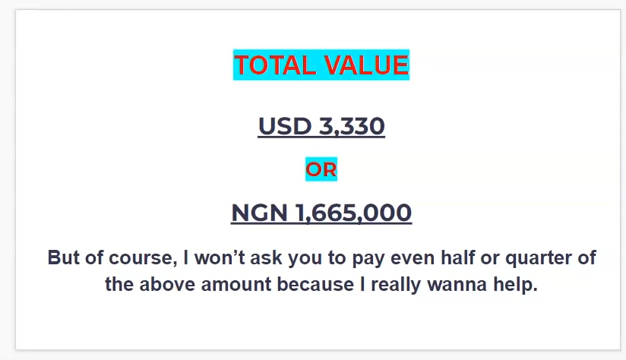 TOTAL VALUE
USD 3,330
OR
NGN 1,665,000
But of course, I won't ask you to pay even half or quarter of
the above amount because I really wanna help.